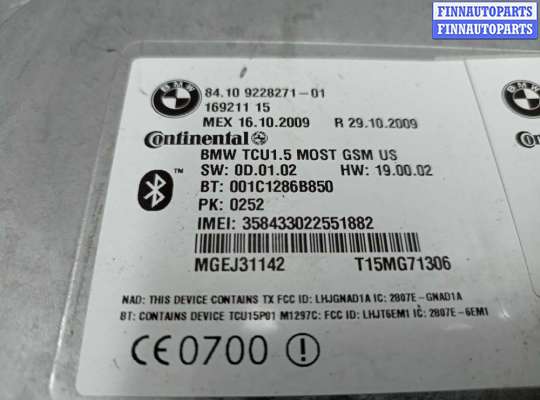 FINNAUTOPARTS
FINNAUTOPARTS
FINNAUTOPARTS
BMW
84.10 9228271-01
169211 15
MEX 16.10.2009 R 29.10.2009
Continental
BMW TCU1.5 MOST GSM US
SW: 0D.01.02 HW: 19.00.02
BT: 001C1286B850
PK: 0252
IMEI: 358433022551882
MGEJ31142 T15MG71306
NAD: THIS DEVICE CONTAINS TX FCC ID: LHJGNAD1A IC: 2807E-GNAD1A
BT: CONTAINS DEVICE TCU15P01 M1297C: FCC ID: LHJT6EM1 IC: 2807E-6EM1
CE0700